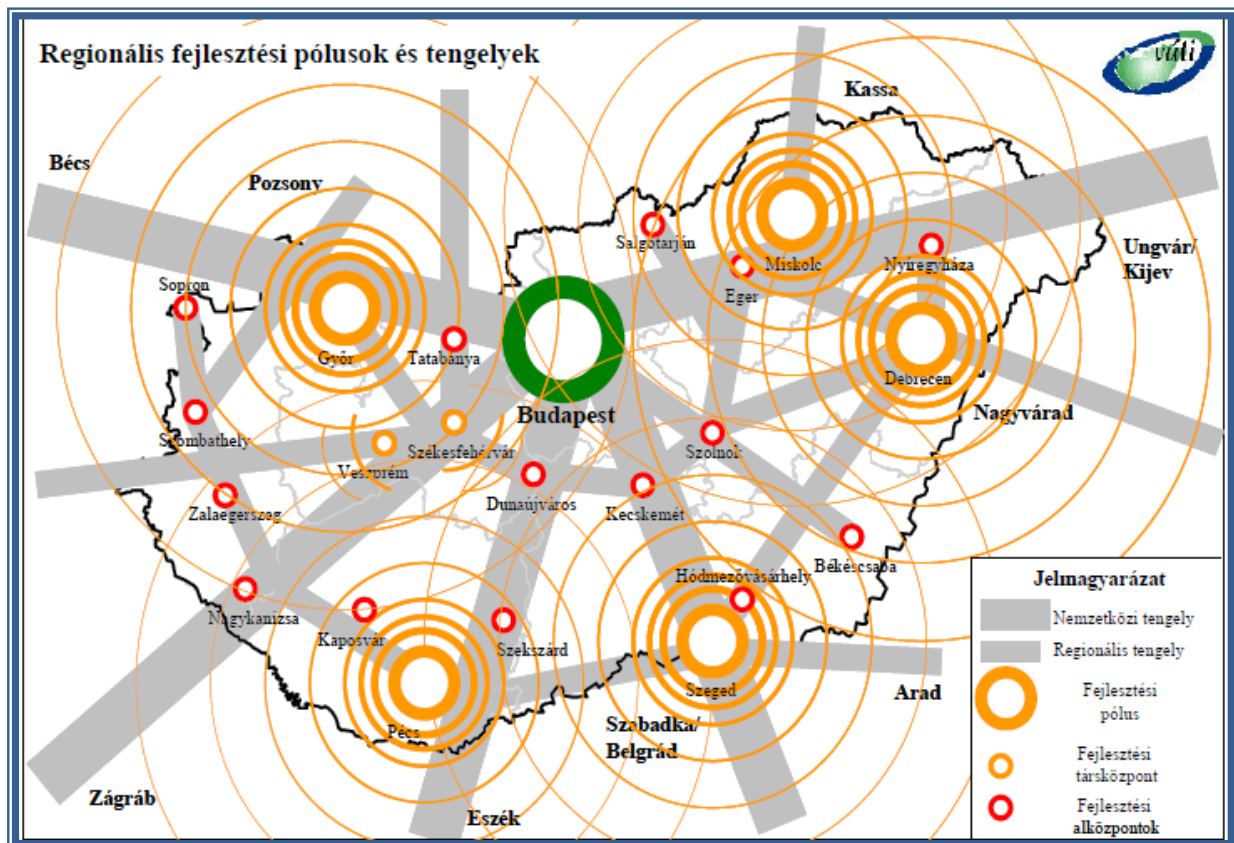 Regionális fejlesztési pólusok és tengelyek
váti
Kassa
Bécs
Pozsony
Salgótarján
Miskolc
Nyíregyháza
Ungvár/
Kijev
Sopron
Eger
Győr
Tatabánya
Debrecen
Budapest
Nagyvárad
Szombathely
Székesfehérvár
Veszprém
Szolnok
Zalaegerszeg
Dunaújváros
Kecskemét
Békéscsaba
Hódmezővásárhely
Nagykanizsa
Kaposvár
Szekszárd
Szeged
Arad
Pécs
Szabadka/
Belgrád
Zágráb
Eszék
Jelmagyarázat
Nemzetközi tengely
Regionális tengely
Fejlesztési
pólus
Fejlesztési
társközpont
Fejlesztési
alközpontok